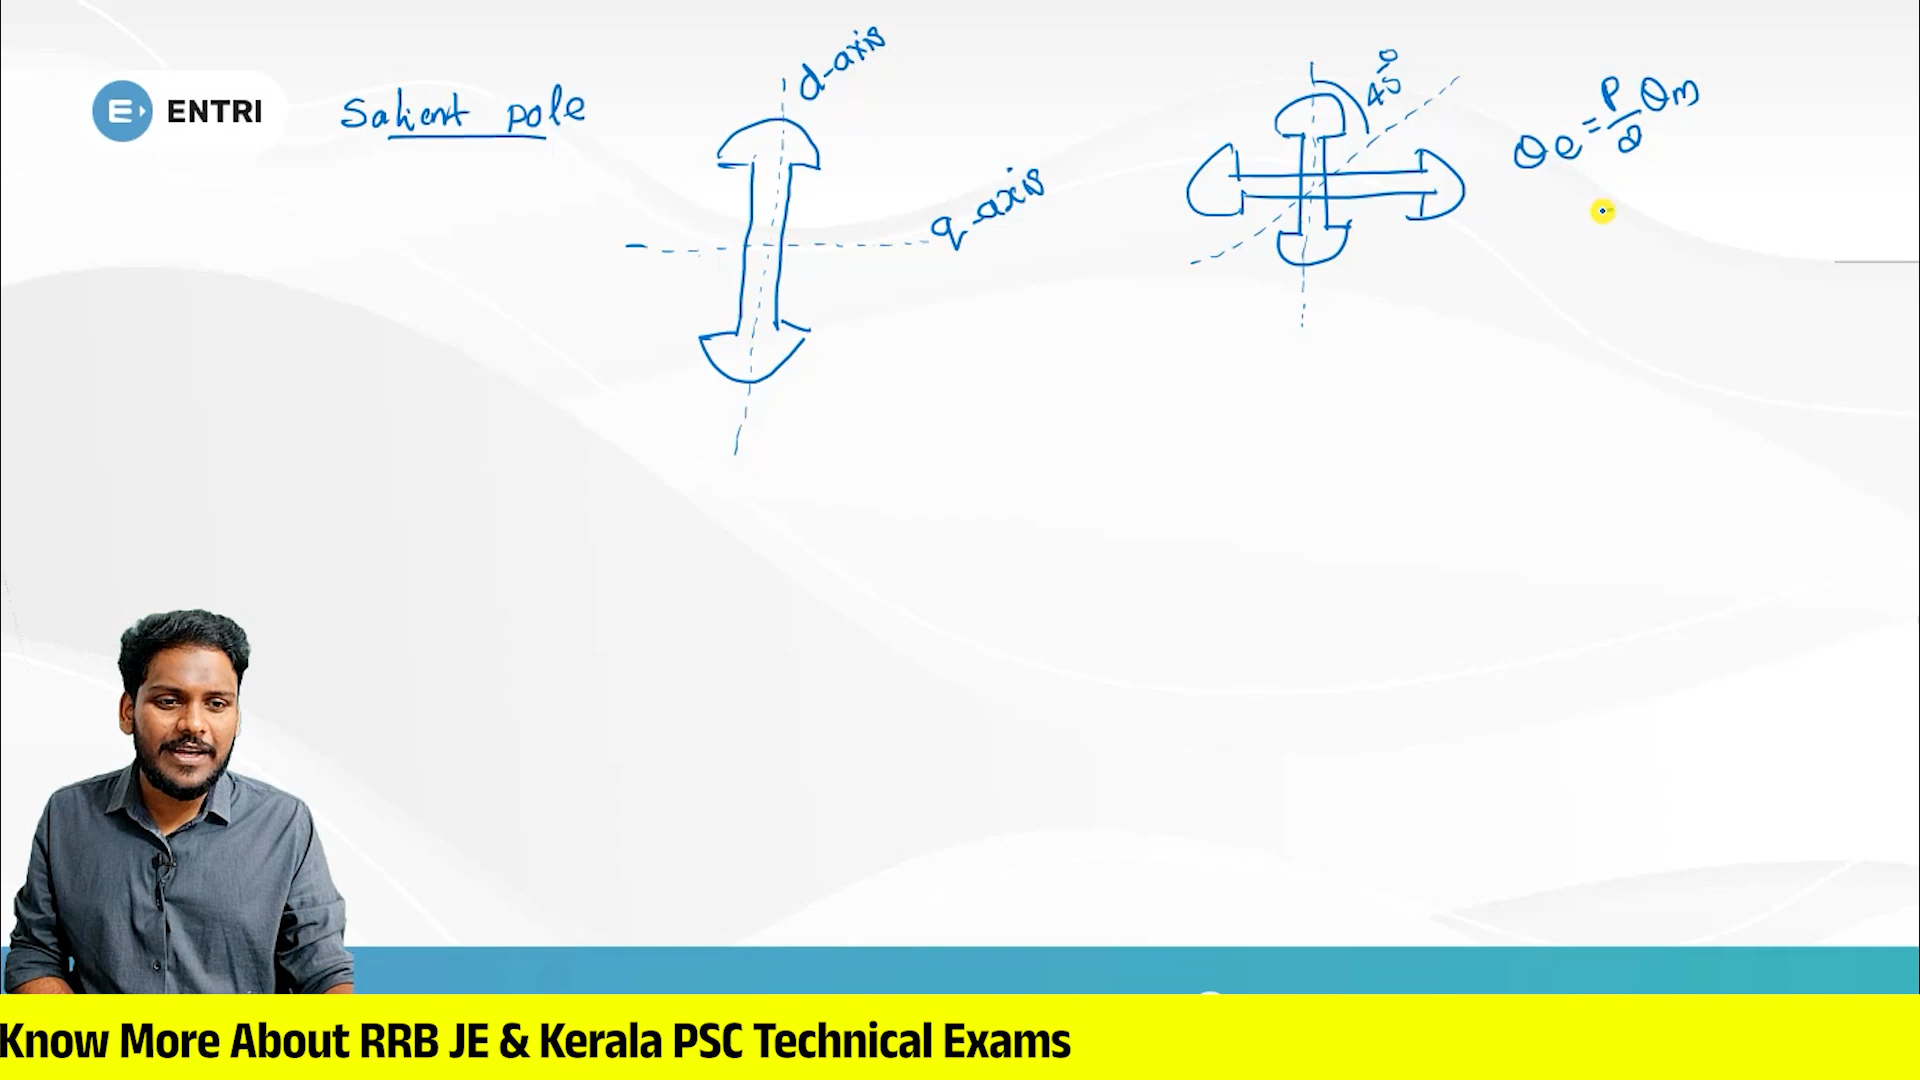 ENTRI
Salient pole
d-axis
q-axis
45°
θe = P/2 θm
Know More About RRB JE & Kerala PSC Technical Exams